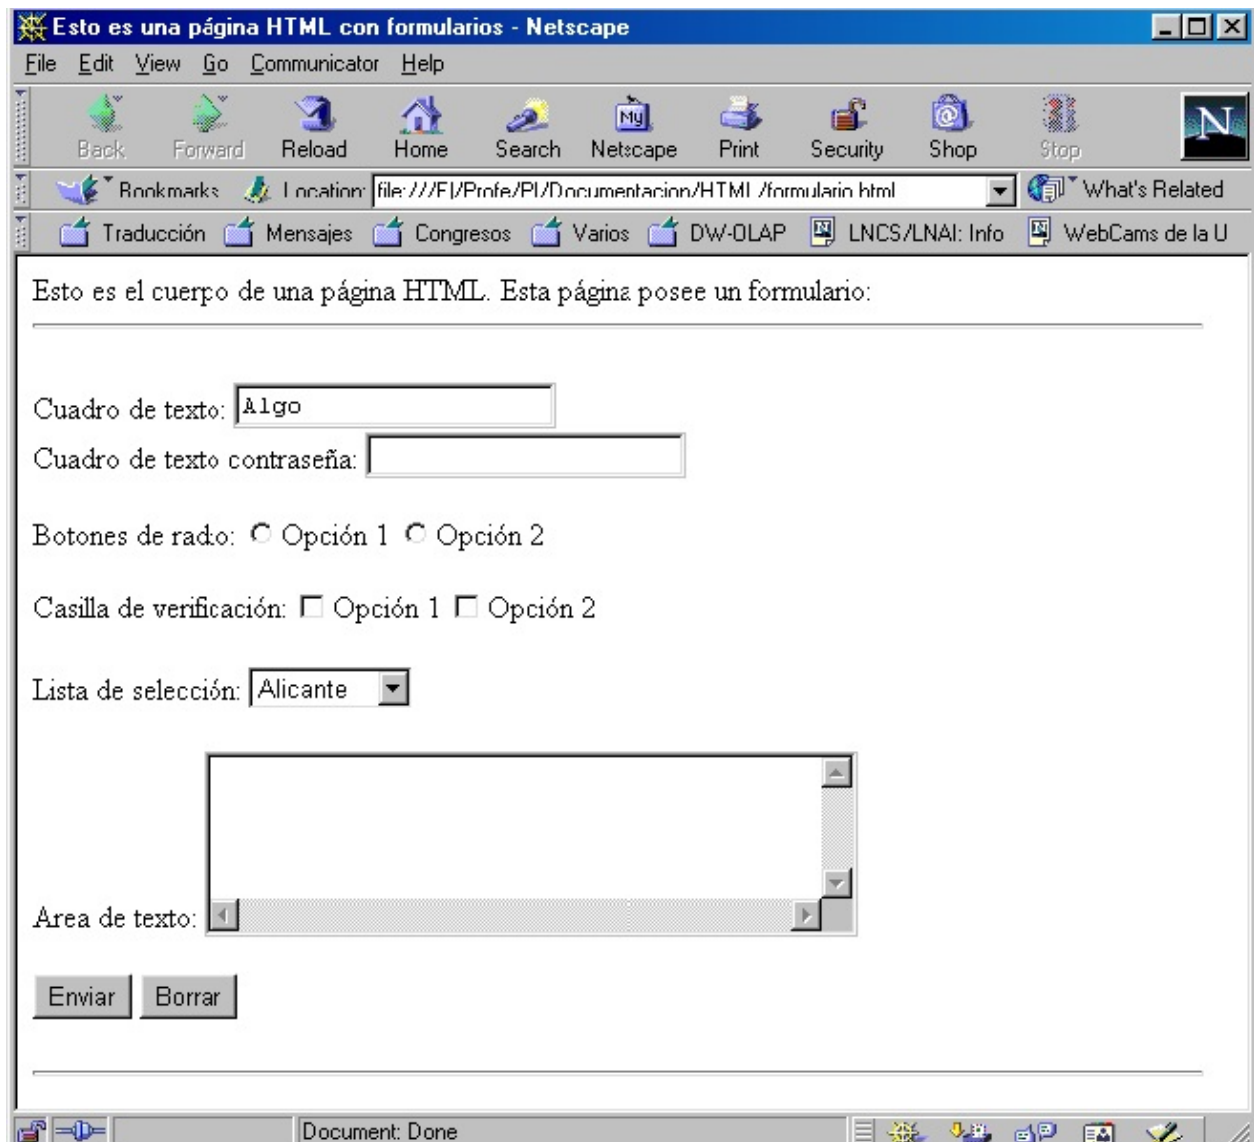 Esto es una página HTML con formularios - Netscape
File Edit View Go Communicator Help
Back Forward Reload Home Search My Netscape Print Security Shop Stop N
Bookmarks Location: file:///F|/Profe/PI/Documentacion/HTML/formulario.html What's Related
Traducción Mensajes Congresos Varios DW-OLAP LNCS/LNAI: Info WebCams de la U
Esto es el cuerpo de una página HTML. Esta página posee un formulario:
Cuadro de texto: Algo
Cuadro de texto contraseña:
Botones de radio: Opción 1 Opción 2
Casilla de verificación: Opción 1 Opción 2
Lista de selección: Alicante
Area de texto:
Enviar Borrar
Document: Done